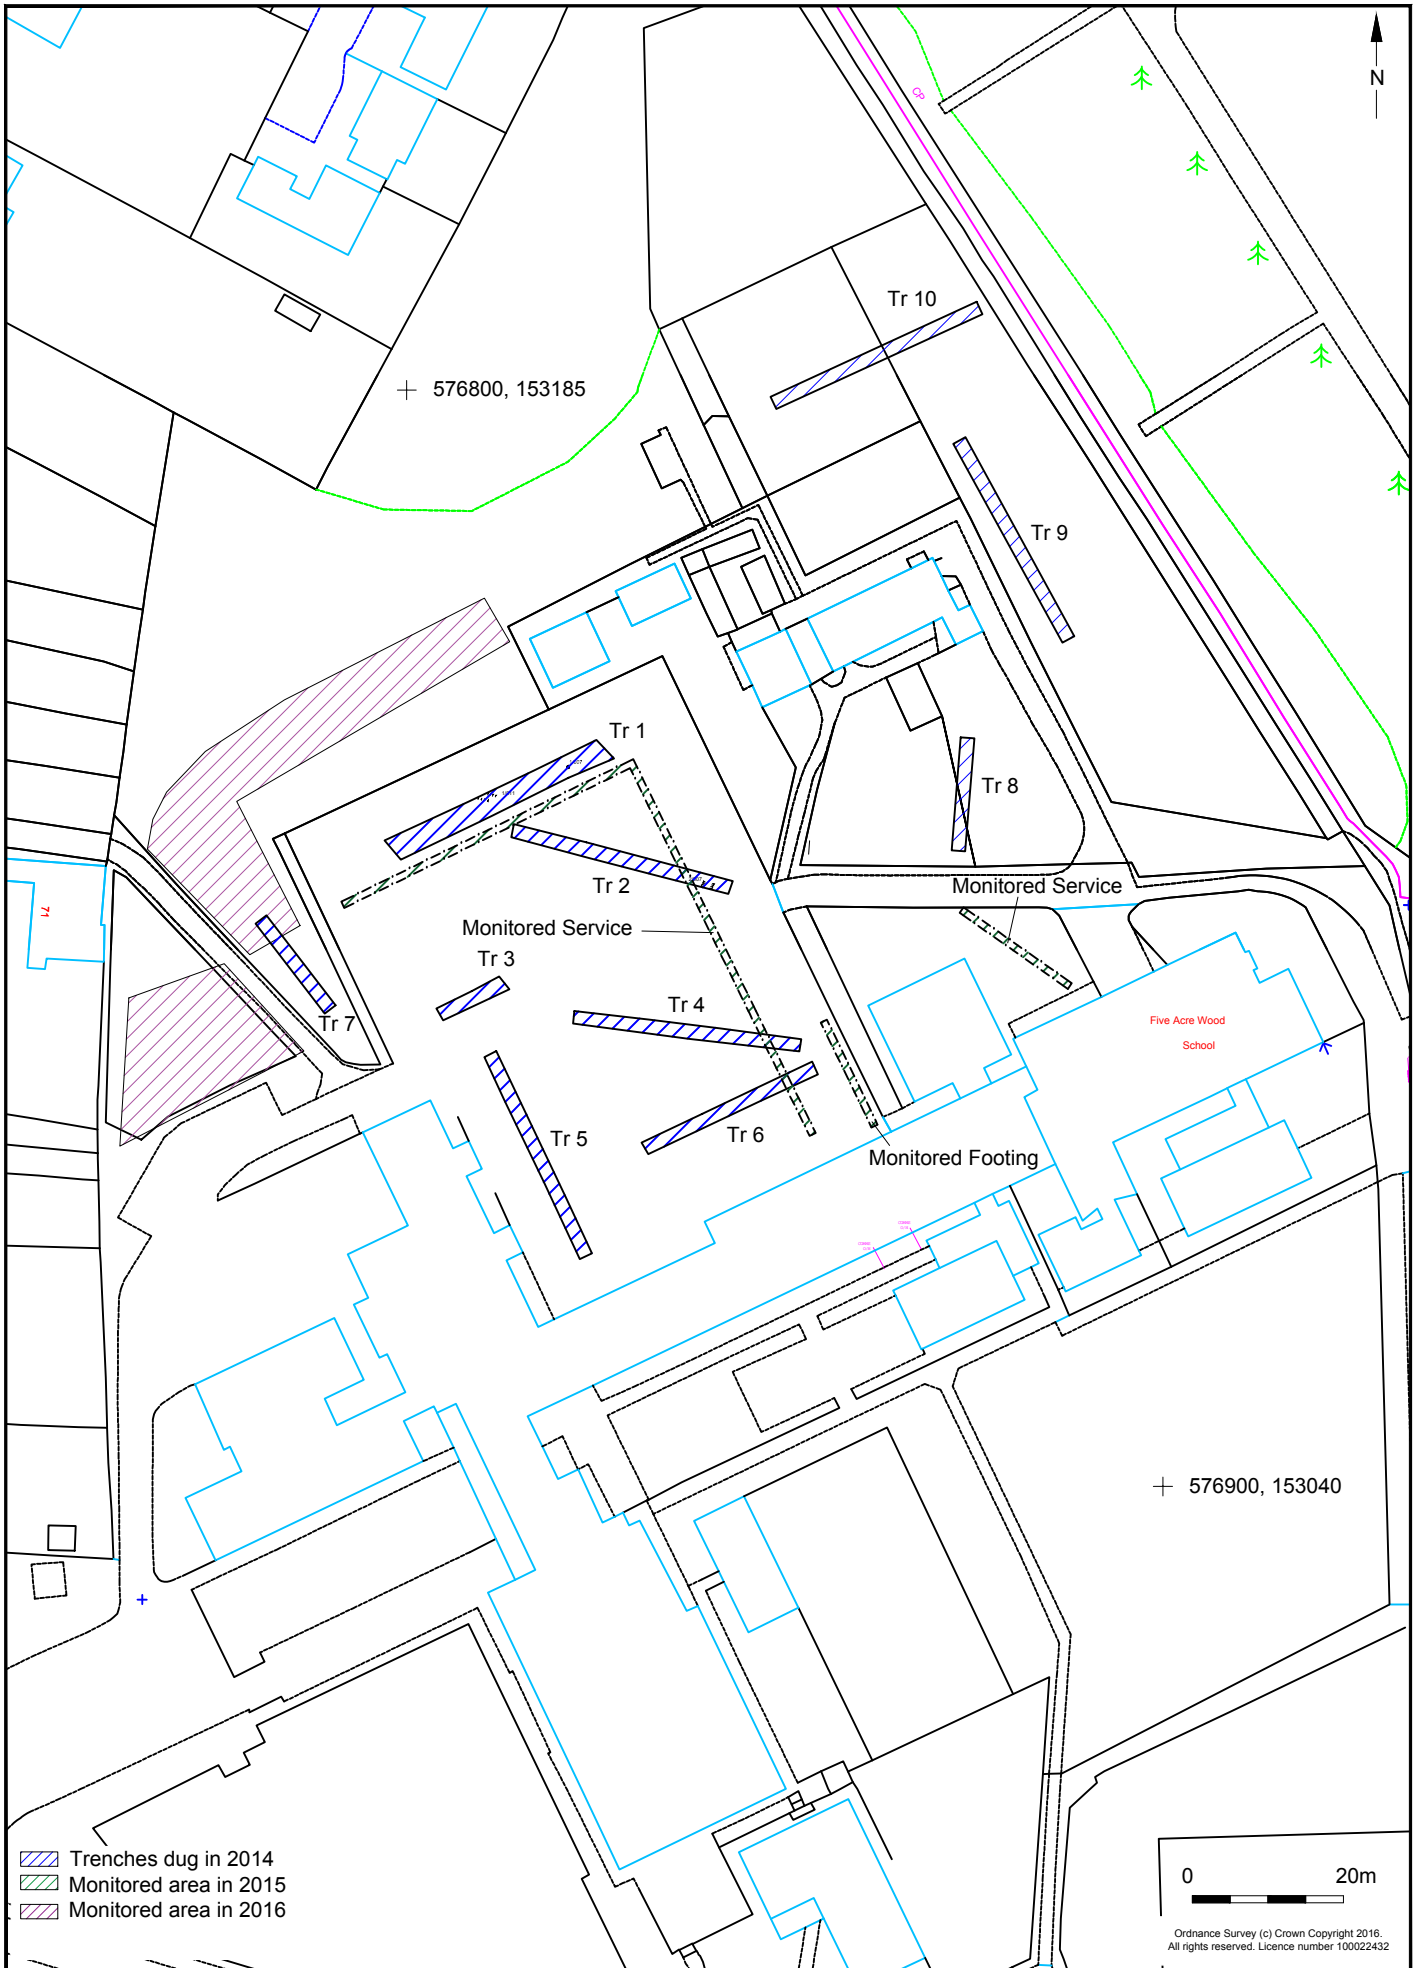 N
CP
Tr 10
576800, 153185
Tr 9
Tr 1
Tr 8
Tr 2
Monitored Service
Monitored Service
71
Tr 3
Tr 4
Tr 7
Five Acre Wood
School
Tr 5
Tr 6
Monitored Footing
576900, 153040
Trenches dug in 2014
Monitored area in 2015
Monitored area in 2016
0 20m
Ordnance Survey (c) Crown Copyright 2016.
All rights reserved. Licence number 100022432